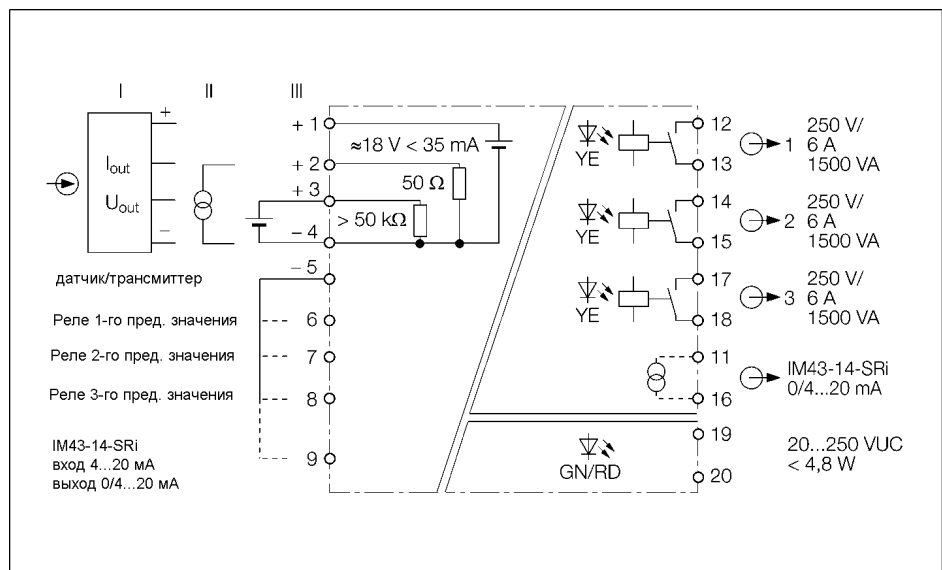 I II III
+
I_out
U_out
−
датчик/трансмиттер
Реле 1-го пред. значения
Реле 2-го пред. значения
Реле 3-го пред. значения
IM43-14-SRi
вход 4...20 мА
выход 0/4...20 мА
+ 1
+ 2
+ 3
− 4
− 5
6
7
8
9
≈18 V < 35 mA
50 Ω
> 50 kΩ
YE
12
13
1
250 V/
6 A
1500 VA
YE
14
15
2
250 V/
6 A
1500 VA
YE
17
18
3
250 V/
6 A
1500 VA
11
16
IM43-14-SRi
0/4...20 mA
GN/RD
19
20
20...250 VUC
< 4,8 W